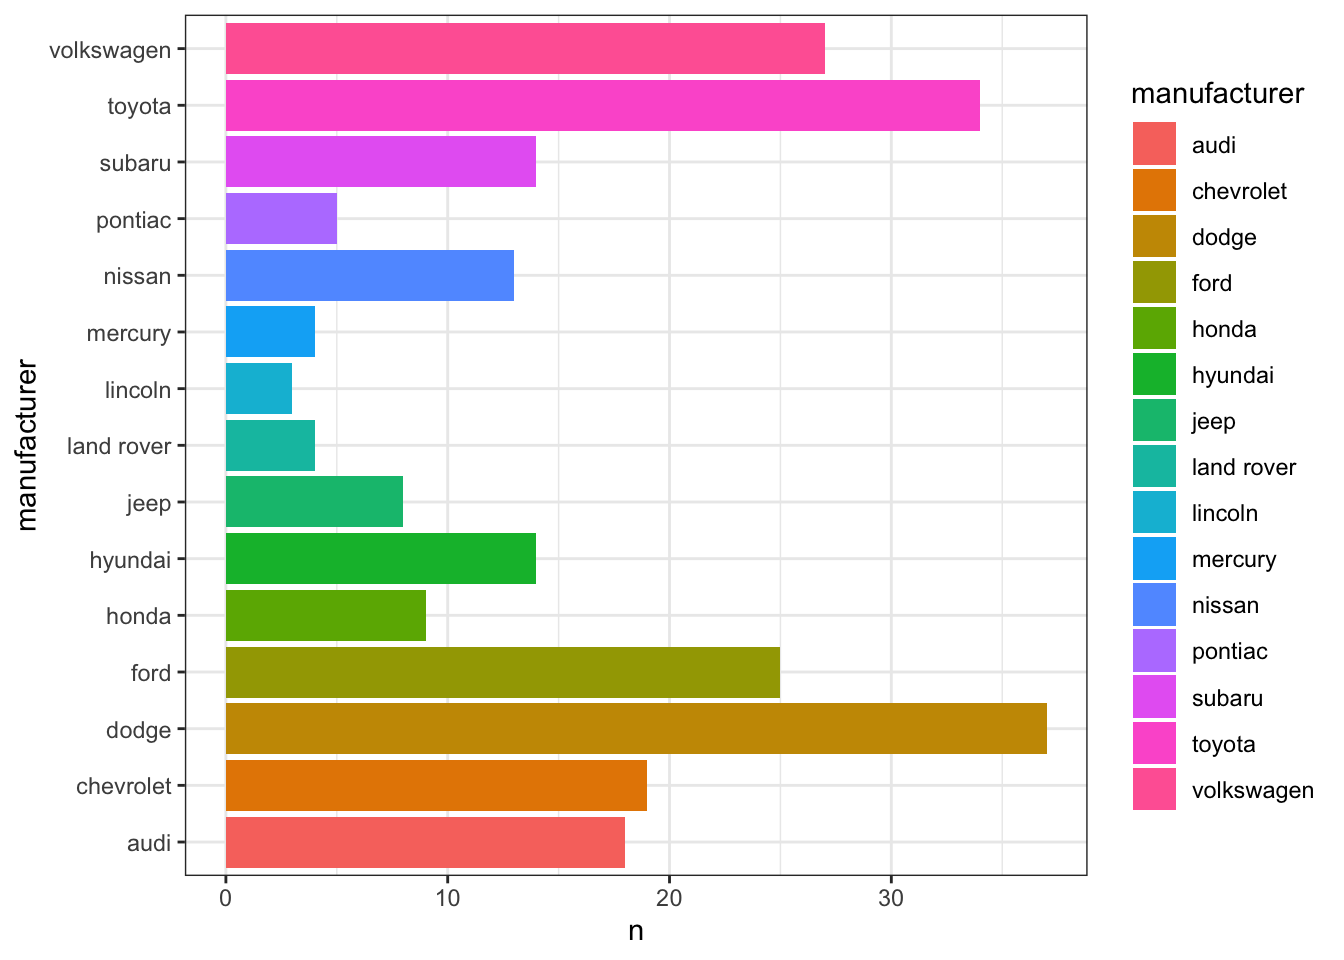 manufacturer
volkswagen
toyota
subaru
pontiac
nissan
mercury
lincoln
land rover
jeep
hyundai
honda
ford
dodge
chevrolet
audi
0 10 20 30
n
manufacturer
audi
chevrolet
dodge
ford
honda
hyundai
jeep
land rover
lincoln
mercury
nissan
pontiac
subaru
toyota
volkswagen